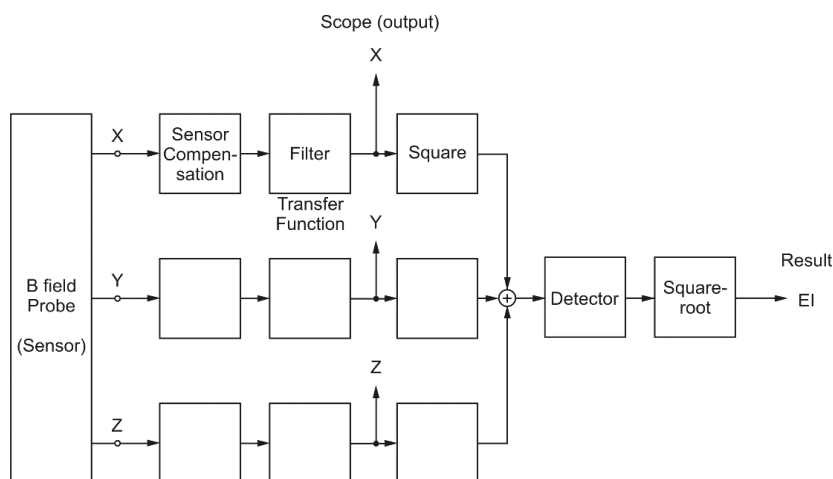 Scope (output)
X
X
Sensor
Compen-
sation
Filter
Square
Transfer
Function
Y
Y
B field
Probe
(Sensor)
Detector
Square-
root
Result
EI
Z
Z